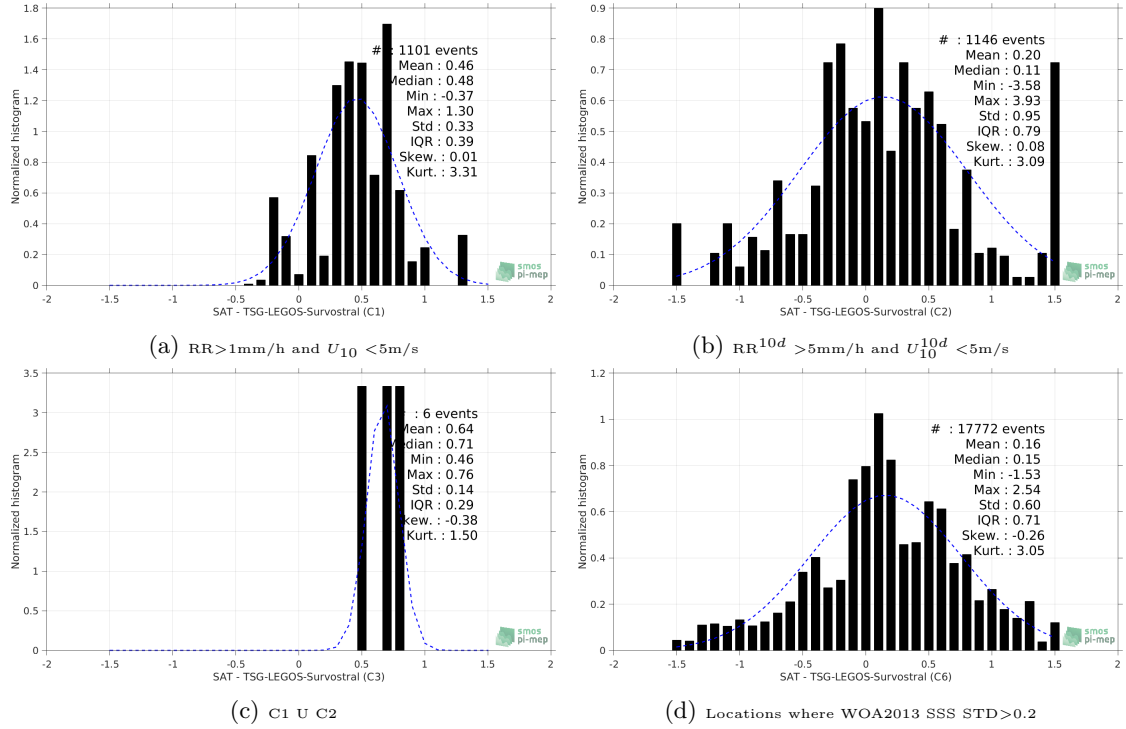 1.8
1.6
1.4
1.2
1
0.8
0.6
0.4
0.2
0
Normalized histogram
# : 1101 events
Mean : 0.46
Median : 0.48
Min : -0.37
Max : 1.30
Std : 0.33
IQR : 0.39
Skew. : 0.01
Kurt. : 3.31
smos
pi-mep
-2 -1.5 -1 -0.5 0 0.5 1 1.5 2
SAT - TSG-LEGOS-Survostral (C1)
(a) RR>1mm/h and U10 <5m/s
0.9
0.8
0.7
0.6
0.5
0.4
0.3
0.2
0.1
0
Normalized histogram
# : 1146 events
Mean : 0.20
Median : 0.11
Min : -3.58
Max : 3.93
Std : 0.95
IQR : 0.79
Skew. : 0.08
Kurt. : 3.09
smos
pi-mep
-2 -1.5 -1 -0.5 0 0.5 1 1.5 2
SAT - TSG-LEGOS-Survostral (C2)
(b) RR10d >5mm/h and U10d10 <5m/s
3.5
3
2.5
2
1.5
1
0.5
0
Normalized histogram
: 6 events
Mean : 0.64
Median : 0.71
Min : 0.46
Max : 0.76
Std : 0.14
IQR : 0.29
Skew. : -0.38
Kurt. : 1.50
smos
pi-mep
-2 -1.5 -1 -0.5 0 0.5 1 1.5 2
SAT - TSG-LEGOS-Survostral (C3)
(c) C1 U C2
1.2
1
0.8
0.6
0.4
0.2
0
Normalized histogram
# : 17772 events
Mean : 0.16
Median : 0.15
Min : -1.53
Max : 2.54
Std : 0.60
IQR : 0.71
Skew. : -0.26
Kurt. : 3.05
smos
pi-mep
-2 -1.5 -1 -0.5 0 0.5 1 1.5 2
SAT - TSG-LEGOS-Survostral (C6)
(d) Locations where WOA2013 SSS STD>0.2